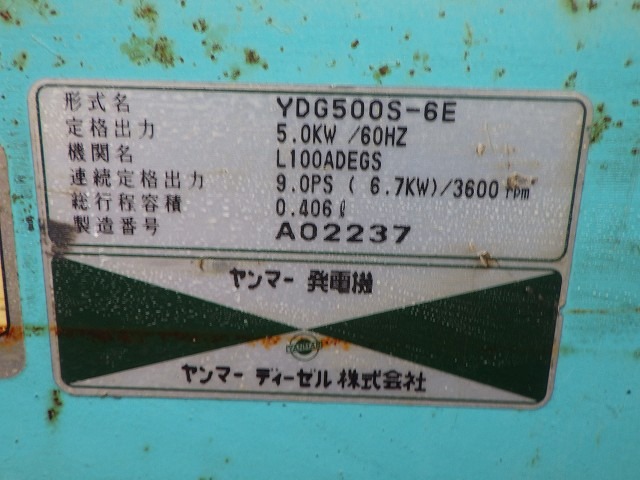 形式名 YDG500S-6E
定格出力 5.0KW /60HZ
機関名 L100ADEGS
連続定格出力 9.0PS ( 6.7KW)/3600 rpm
総行程容積 0.406ℓ
製造番号 A02237
ヤンマー 発電機
YANMAR
ヤンマー ディーゼル 株式会社